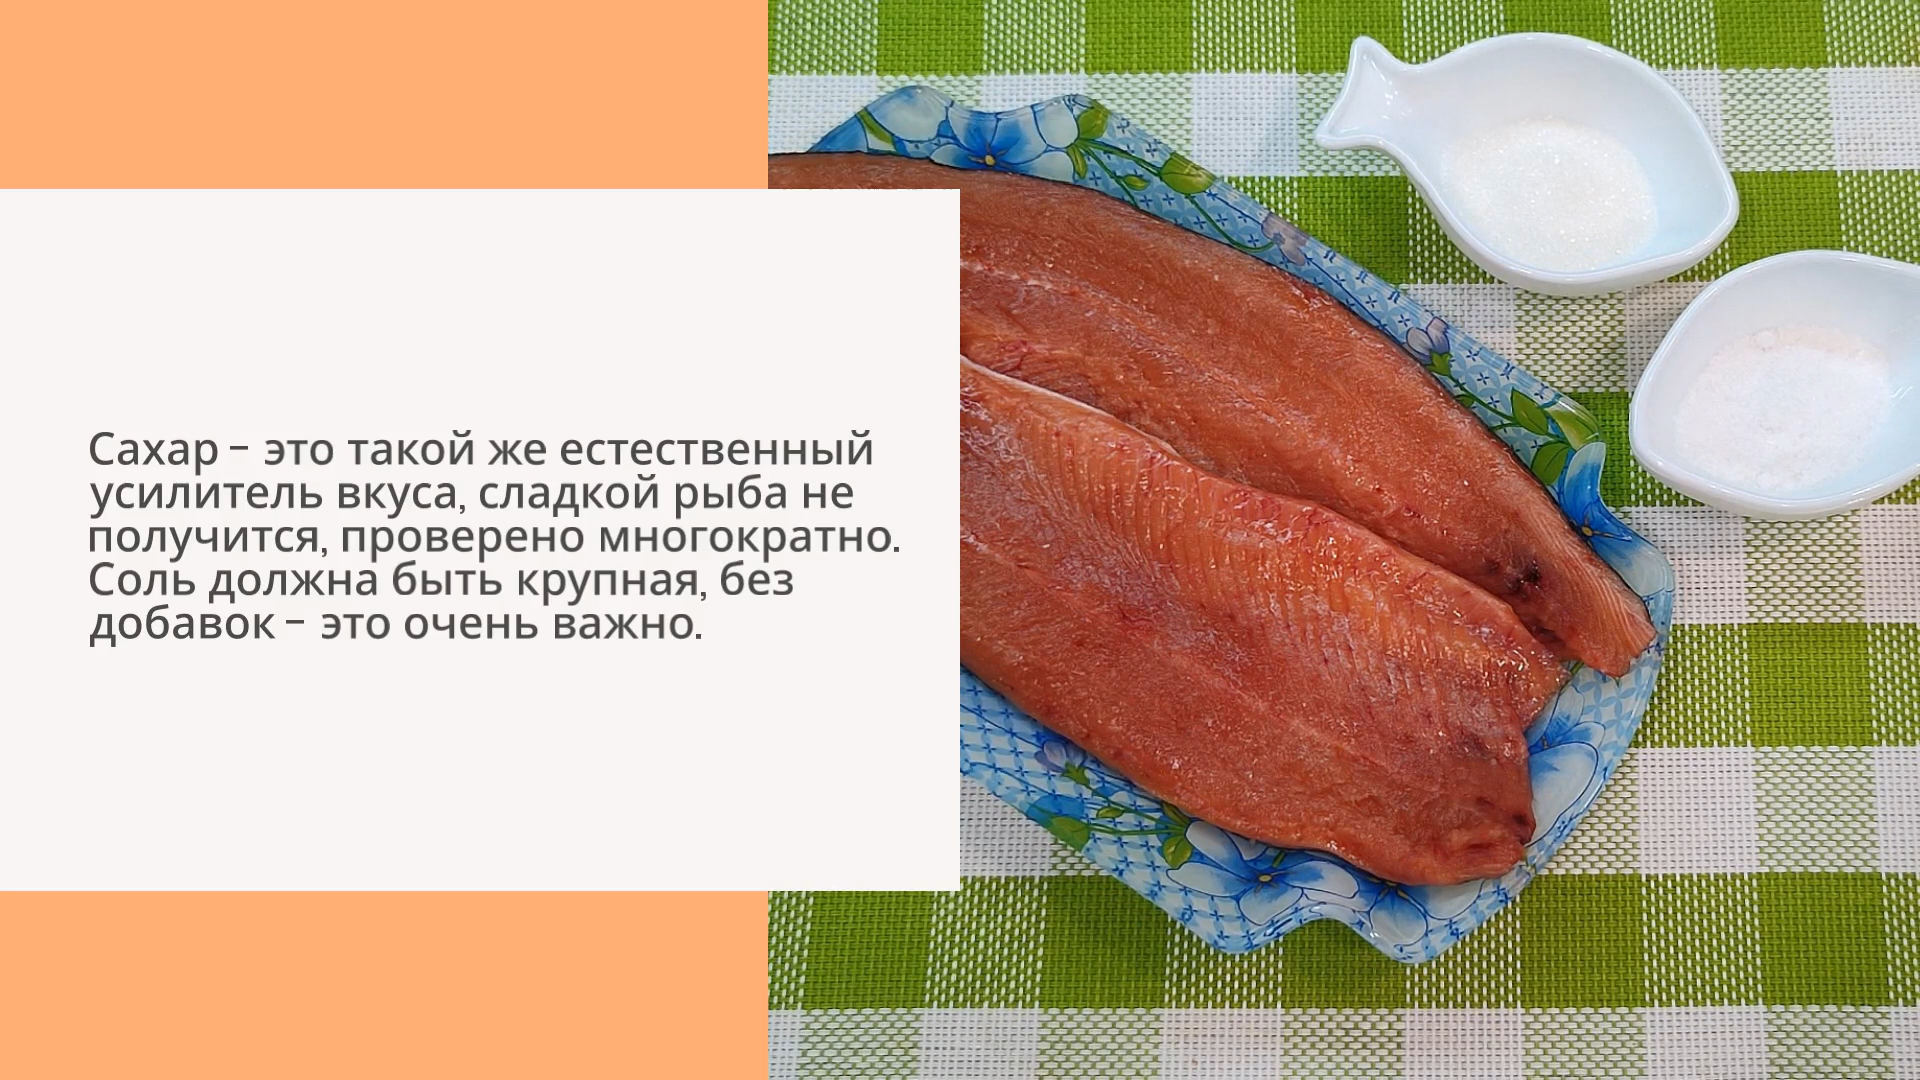 Сахар – это такой же естественный
усилитель вкуса, сладкой рыба не
получится, проверено многократно.
Соль должна быть крупная, без
добавок – это очень важно.